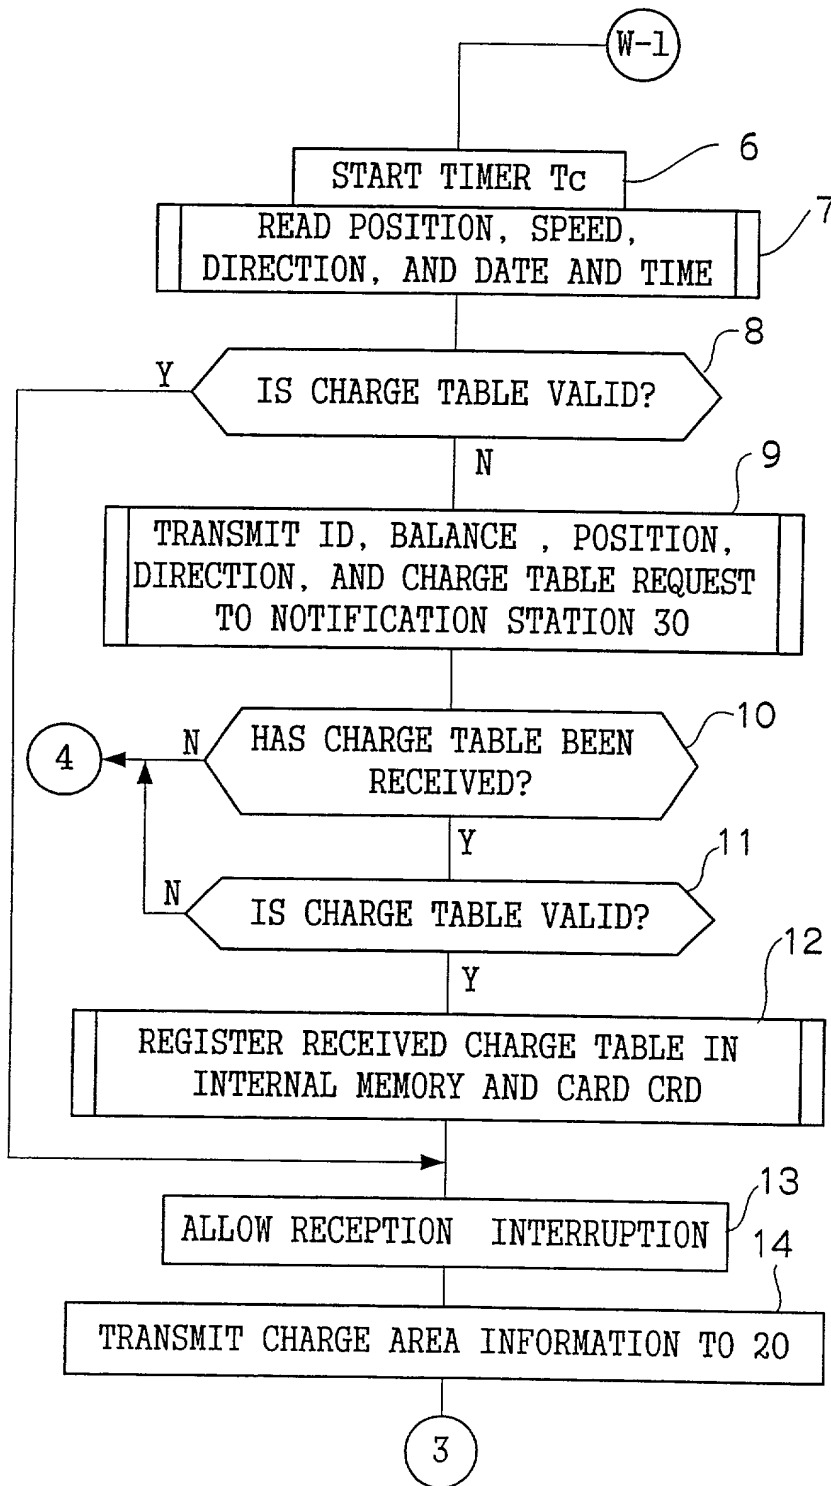 W-1
START TIMER Tc
6
READ POSITION, SPEED,
DIRECTION, AND DATE AND TIME
7
8
Y
IS CHARGE TABLE VALID?
N
9
TRANSMIT ID, BALANCE , POSITION,
DIRECTION, AND CHARGE TABLE REQUEST
TO NOTIFICATION STATION 30
10
4
N
HAS CHARGE TABLE BEEN
RECEIVED?
Y
11
N
IS CHARGE TABLE VALID?
Y
12
REGISTER RECEIVED CHARGE TABLE IN
INTERNAL MEMORY AND CARD CRD
13
ALLOW RECEPTION INTERRUPTION
14
TRANSMIT CHARGE AREA INFORMATION TO 20
3